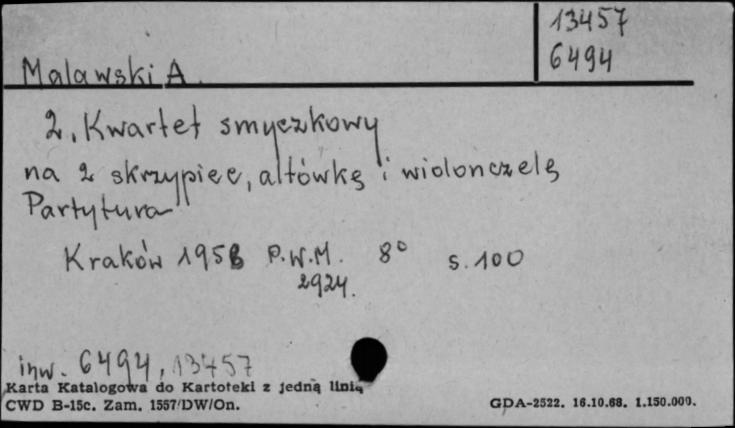 13457
6494
Malawski A.
2. Kwartet smyczkowy
na 2 skrzypiec, altówkę i wiolonczelę
Partytura
Kraków 1958 P.W.M. 8° s. 100
2924.
inw. 6494, 13457
Karta Katalogowa do Kartoteki z jedną linią
CWD B-15c. Zam. 1557/DW/On. GDA-2522. 16.10.68. 1.150.000.